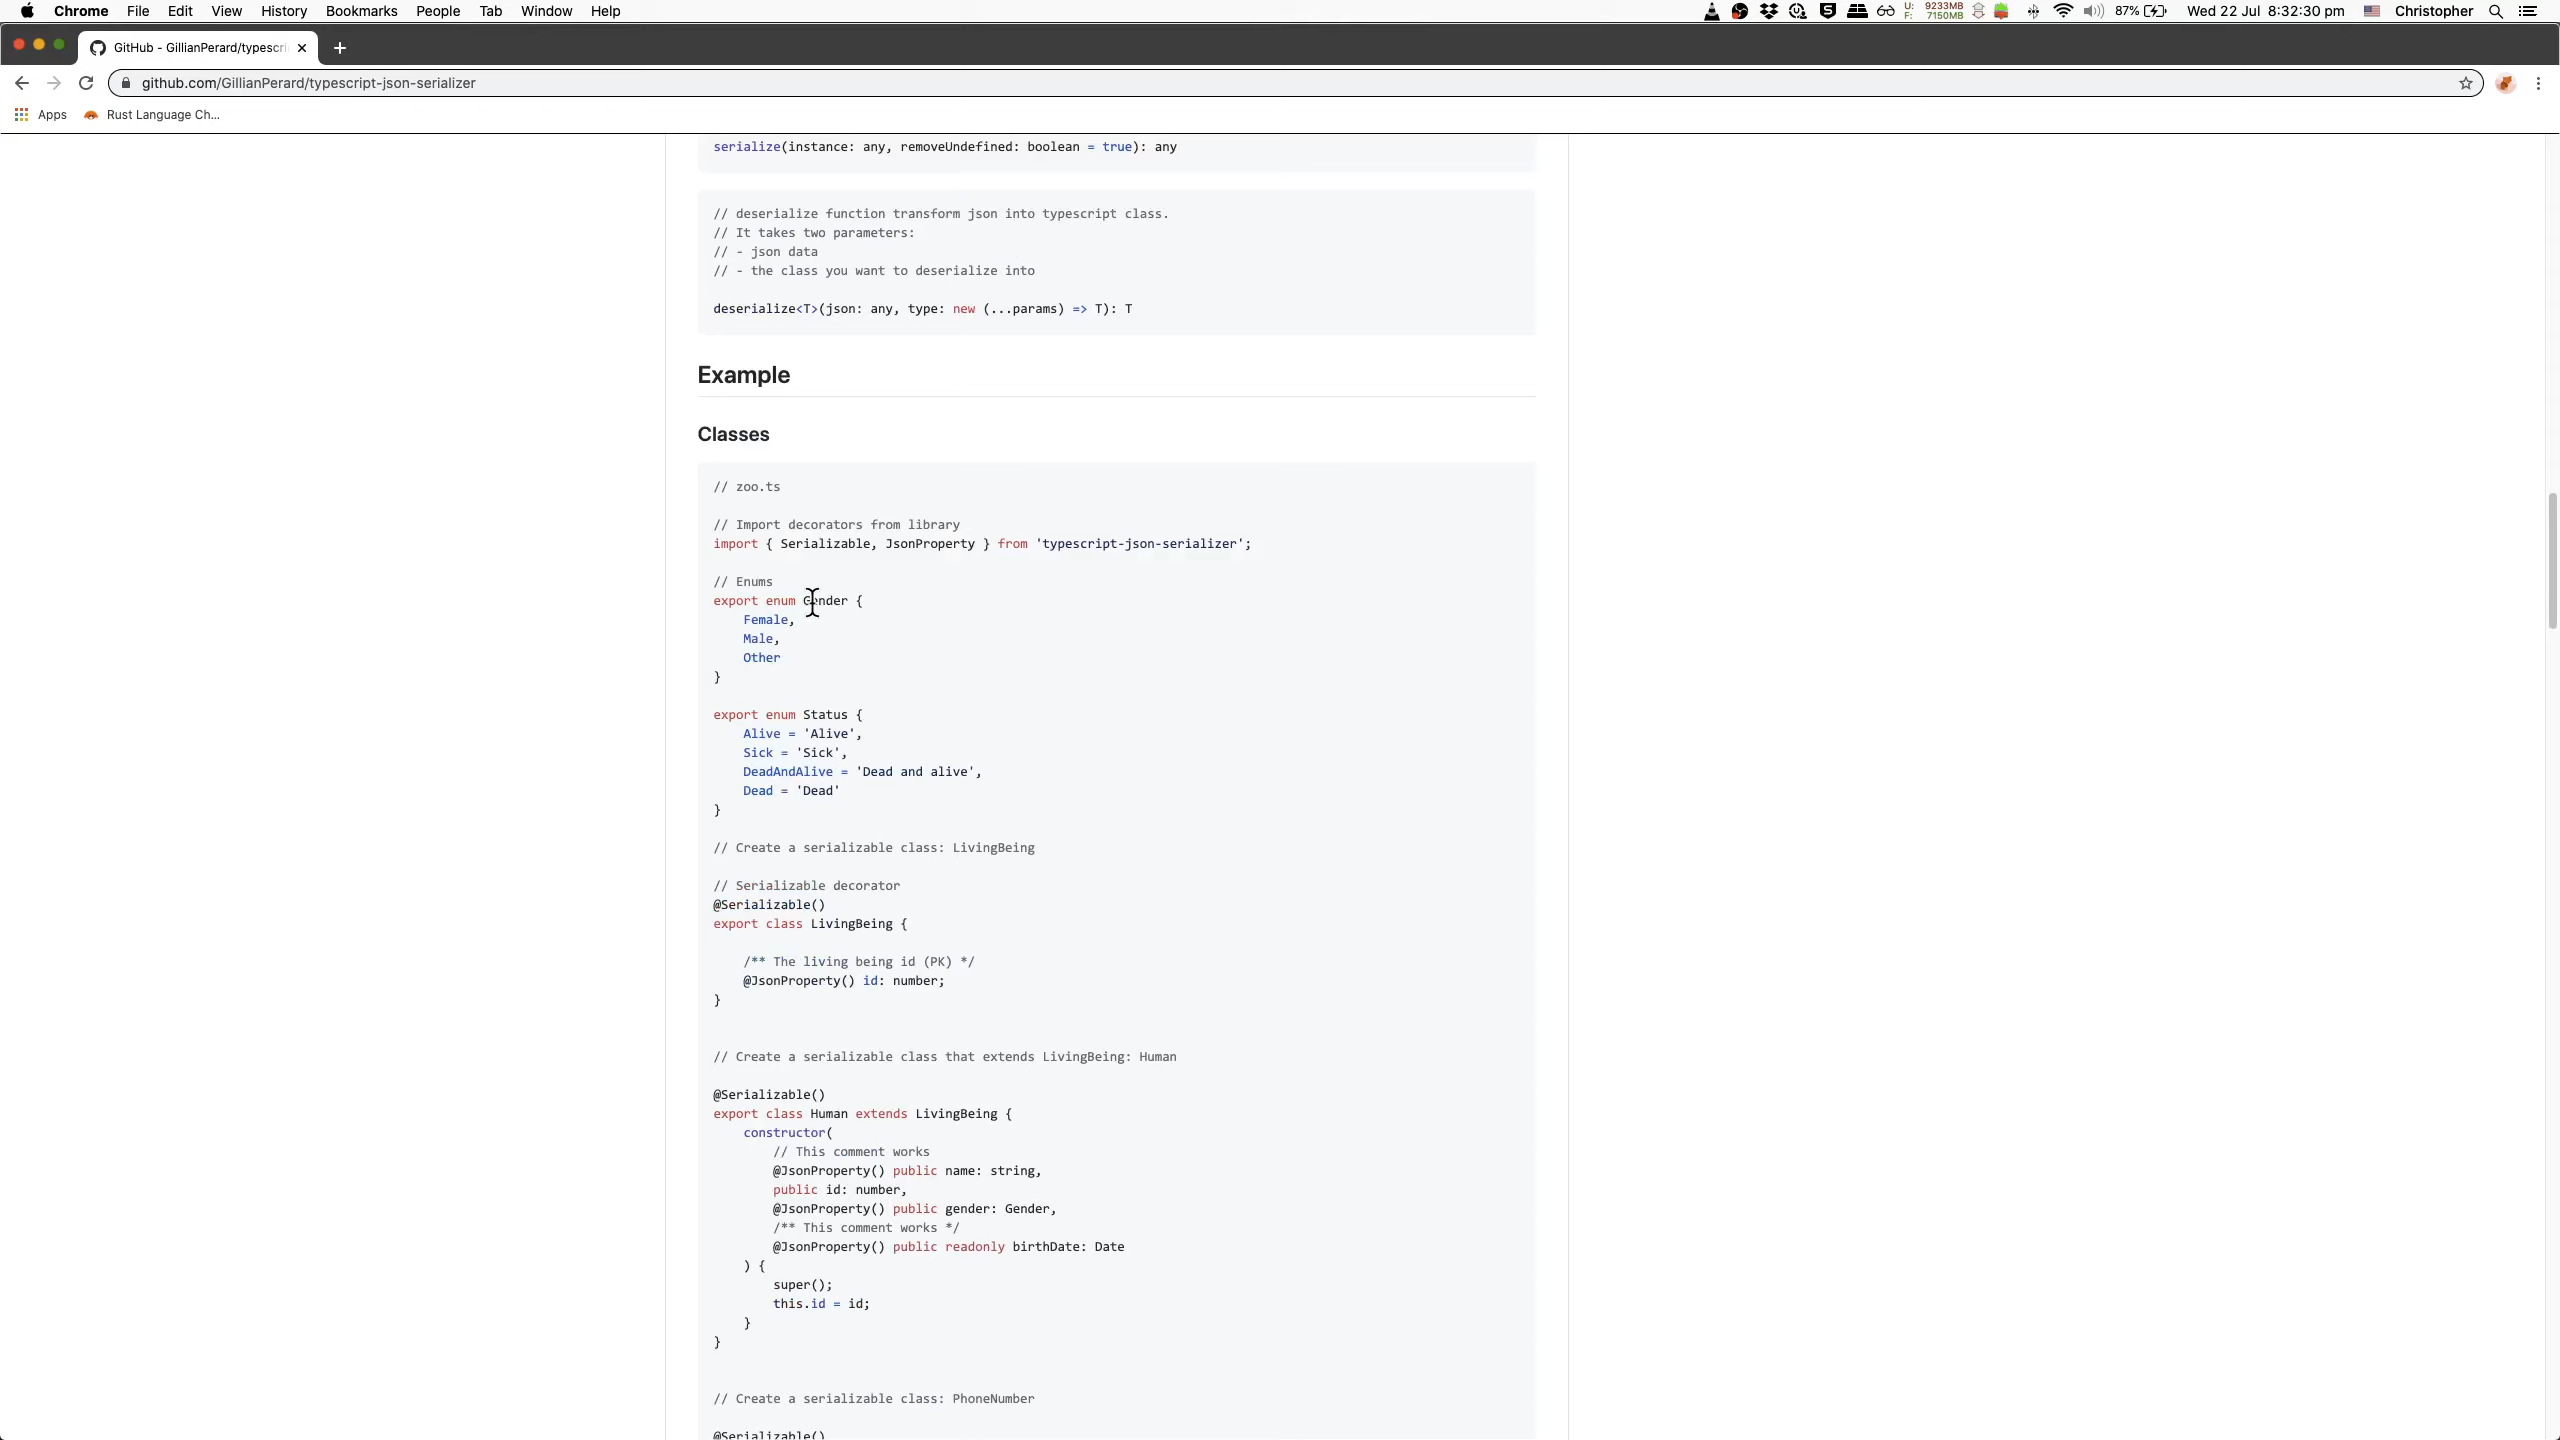 Chrome File Edit View History Bookmarks People Tab Window Help
U: 9233MB
F: 7150MB
87%
Wed 22 Jul 8:32:30 pm
Christopher
GitHub - GillianPerard/typescri
github.com/GillianPerard/typescript-json-serializer
Apps
Rust Language Ch...
serialize(instance: any, removeUndefined: boolean = true): any
// deserialize function transform json into typescript class.
// It takes two parameters:
// - json data
// - the class you want to deserialize into
deserialize<T>(json: any, type: new (...params) => T): T
Example
Classes
// zoo.ts
// Import decorators from library
import { Serializable, JsonProperty } from 'typescript-json-serializer';
// Enums
export enum Gender {
Female,
Male,
Other
}
export enum Status {
Alive = 'Alive',
Sick = 'Sick',
DeadAndAlive = 'Dead and alive',
Dead = 'Dead'
}
// Create a serializable class: LivingBeing
// Serializable decorator
@Serializable()
export class LivingBeing {
/** The living being id (PK) */
@JsonProperty() id: number;
}
// Create a serializable class that extends LivingBeing: Human
@Serializable()
export class Human extends LivingBeing {
constructor(
// This comment works
@JsonProperty() public name: string,
public id: number,
@JsonProperty() public gender: Gender,
/** This comment works */
@JsonProperty() public readonly birthDate: Date
) {
super();
this.id = id;
}
}
// Create a serializable class: PhoneNumber
@Serializable()